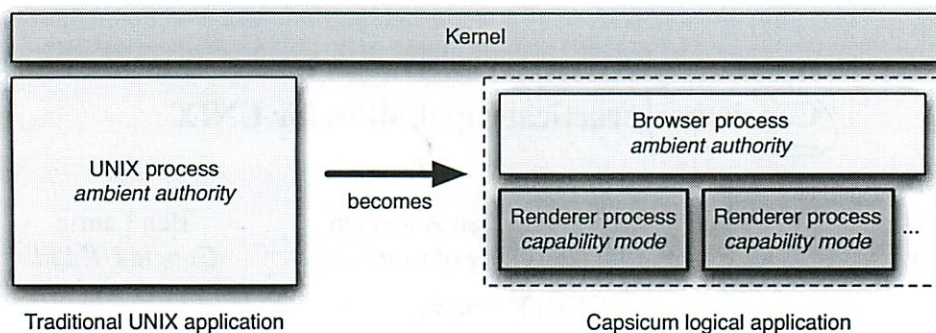 Kernel
UNIX process
ambient authority
becomes
Browser process
ambient authority
Renderer process
capability mode
Renderer process
capability mode
...
Traditional UNIX application
Capsicum logical application